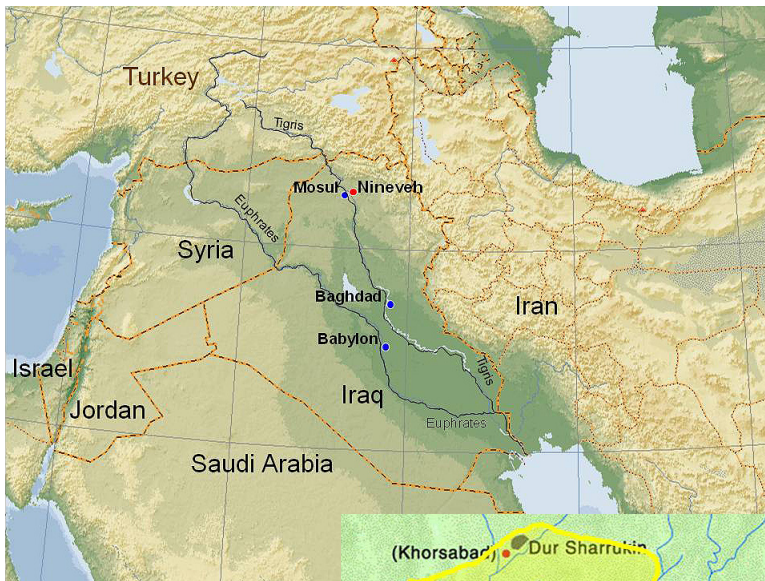 Turkey
Tigris
Mosul
Nineveh
Euphrates
Syria
Baghdad
Iran
Babylon
Israel
Tigris
Iraq
Jordan
Euphrates
Saudi Arabia
(Khorsabad)
Dur Sharrukin